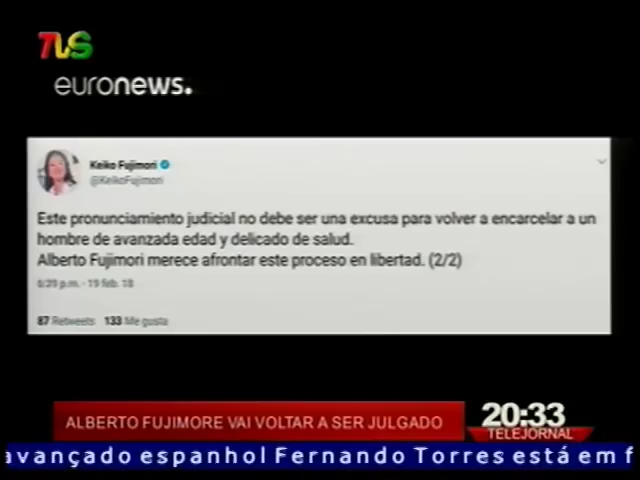 TVS
euronews.
Keiko Fujimori
@KeikoFujimori
Este pronunciamiento judicial no debe ser una excusa para volver a encarcelar a un
hombre de avanzada edad y delicado de salud.
Alberto Fujimori merece afrontar este proceso en libertad. (2/2)
6:39 p.m. - 19 feb. 18
87 Retweets 133 Me gusta
ALBERTO FUJIMORE VAI VOLTAR A SER JULGADO
20:33
TELEJORNAL
avançado espanhol Fernando Torres está em f